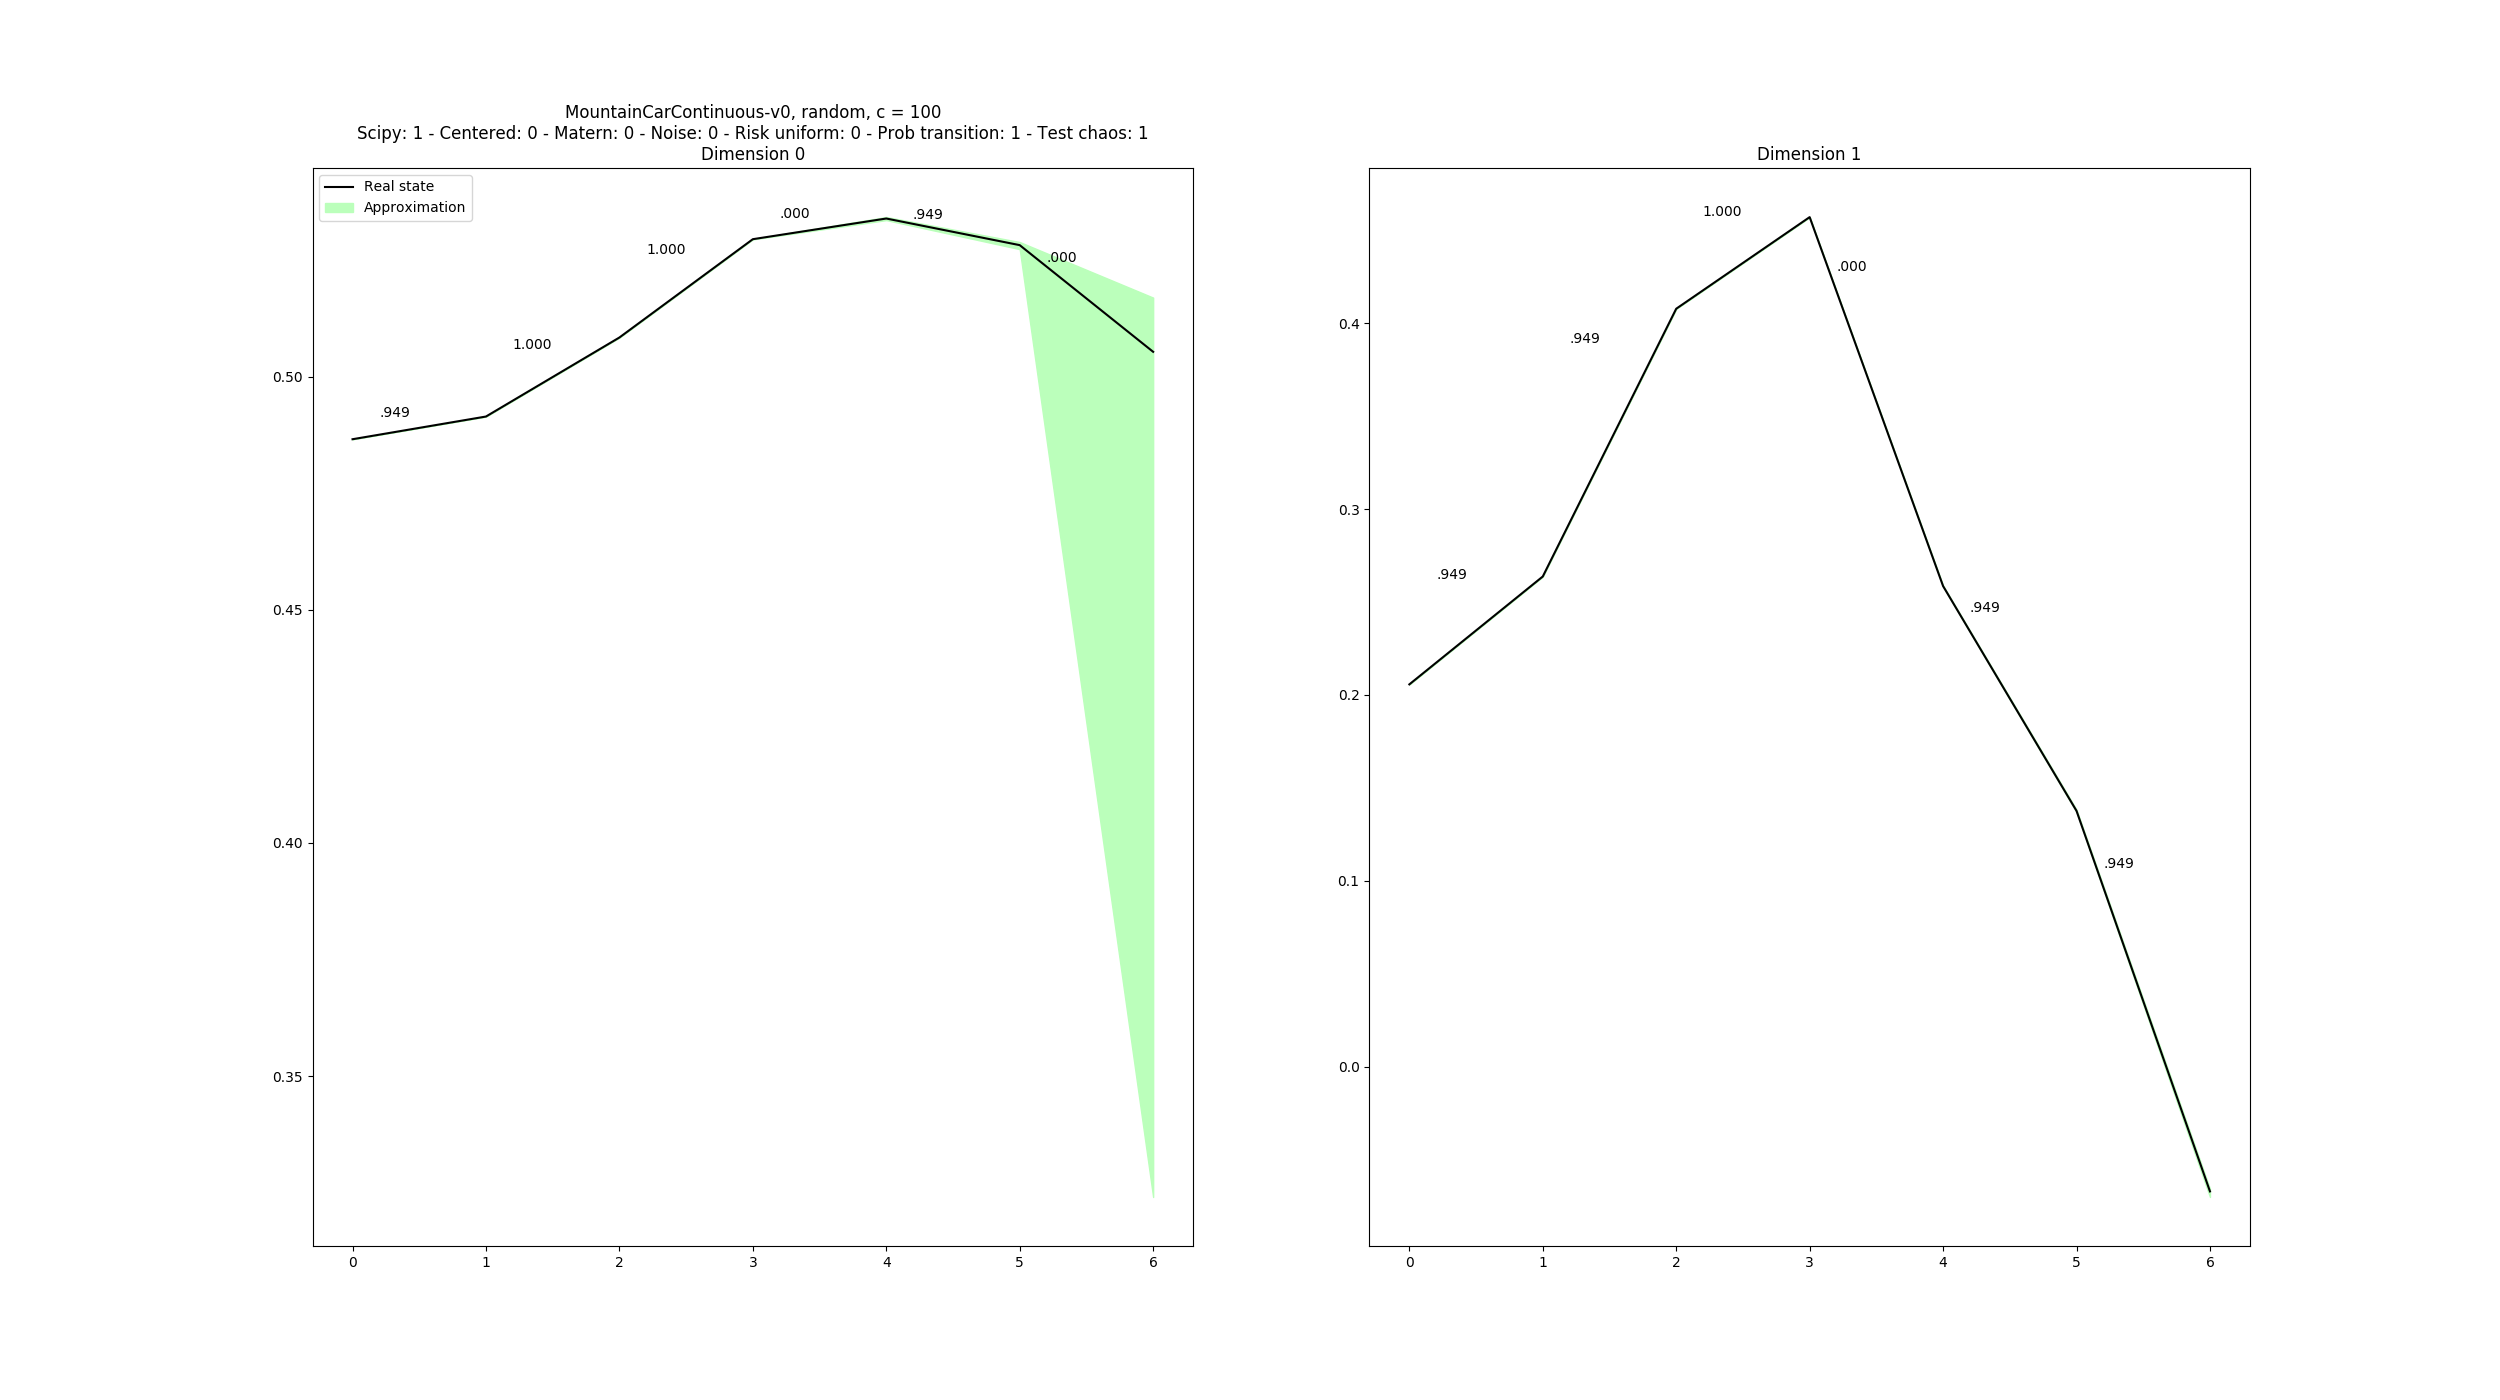 MountainCarContinuous-v0, random, c = 100
Scipy: 1 - Centered: 0 - Matern: 0 - Noise: 0 - Risk uniform: 0 - Prob transition: 1 - Test chaos: 1
Dimension 0
Real state
Approximation
.949
1.000
1.000
.000
.949
.000
0.50
0.45
0.40
0.35
0 1 2 3 4 5 6
Dimension 1
.949
.949
1.000
.000
.949
.949
0.4
0.3
0.2
0.1
0.0
0 1 2 3 4 5 6